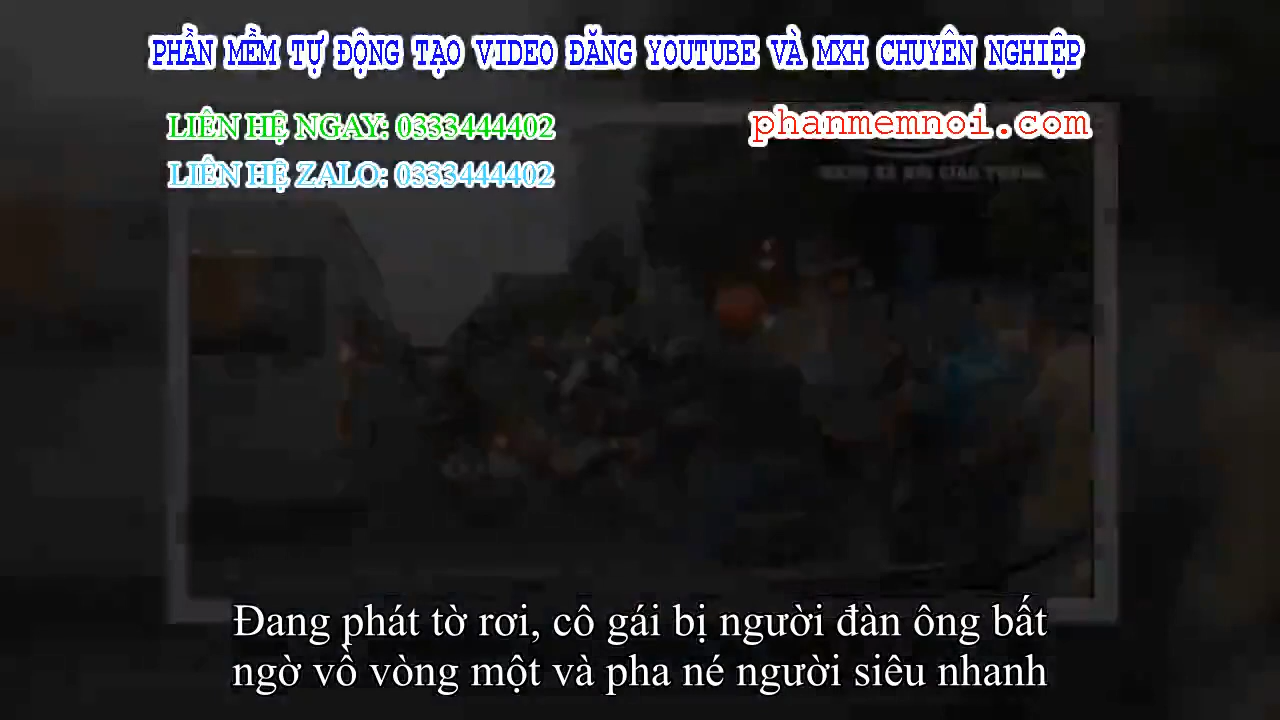 PHẦN MỀM TỰ ĐỘNG TẠO VIDEO ĐĂNG YOUTUBE VÀ MXH CHUYÊN NGHIỆP
LIÊN HỆ NGAY: 0333444402
phanmemnoi.com
LIÊN HỆ ZALO: 0333444402
Đang phát tờ rơi, cô gái bị người đàn ông bất
ngờ vồ vòng một và pha né người siêu nhanh